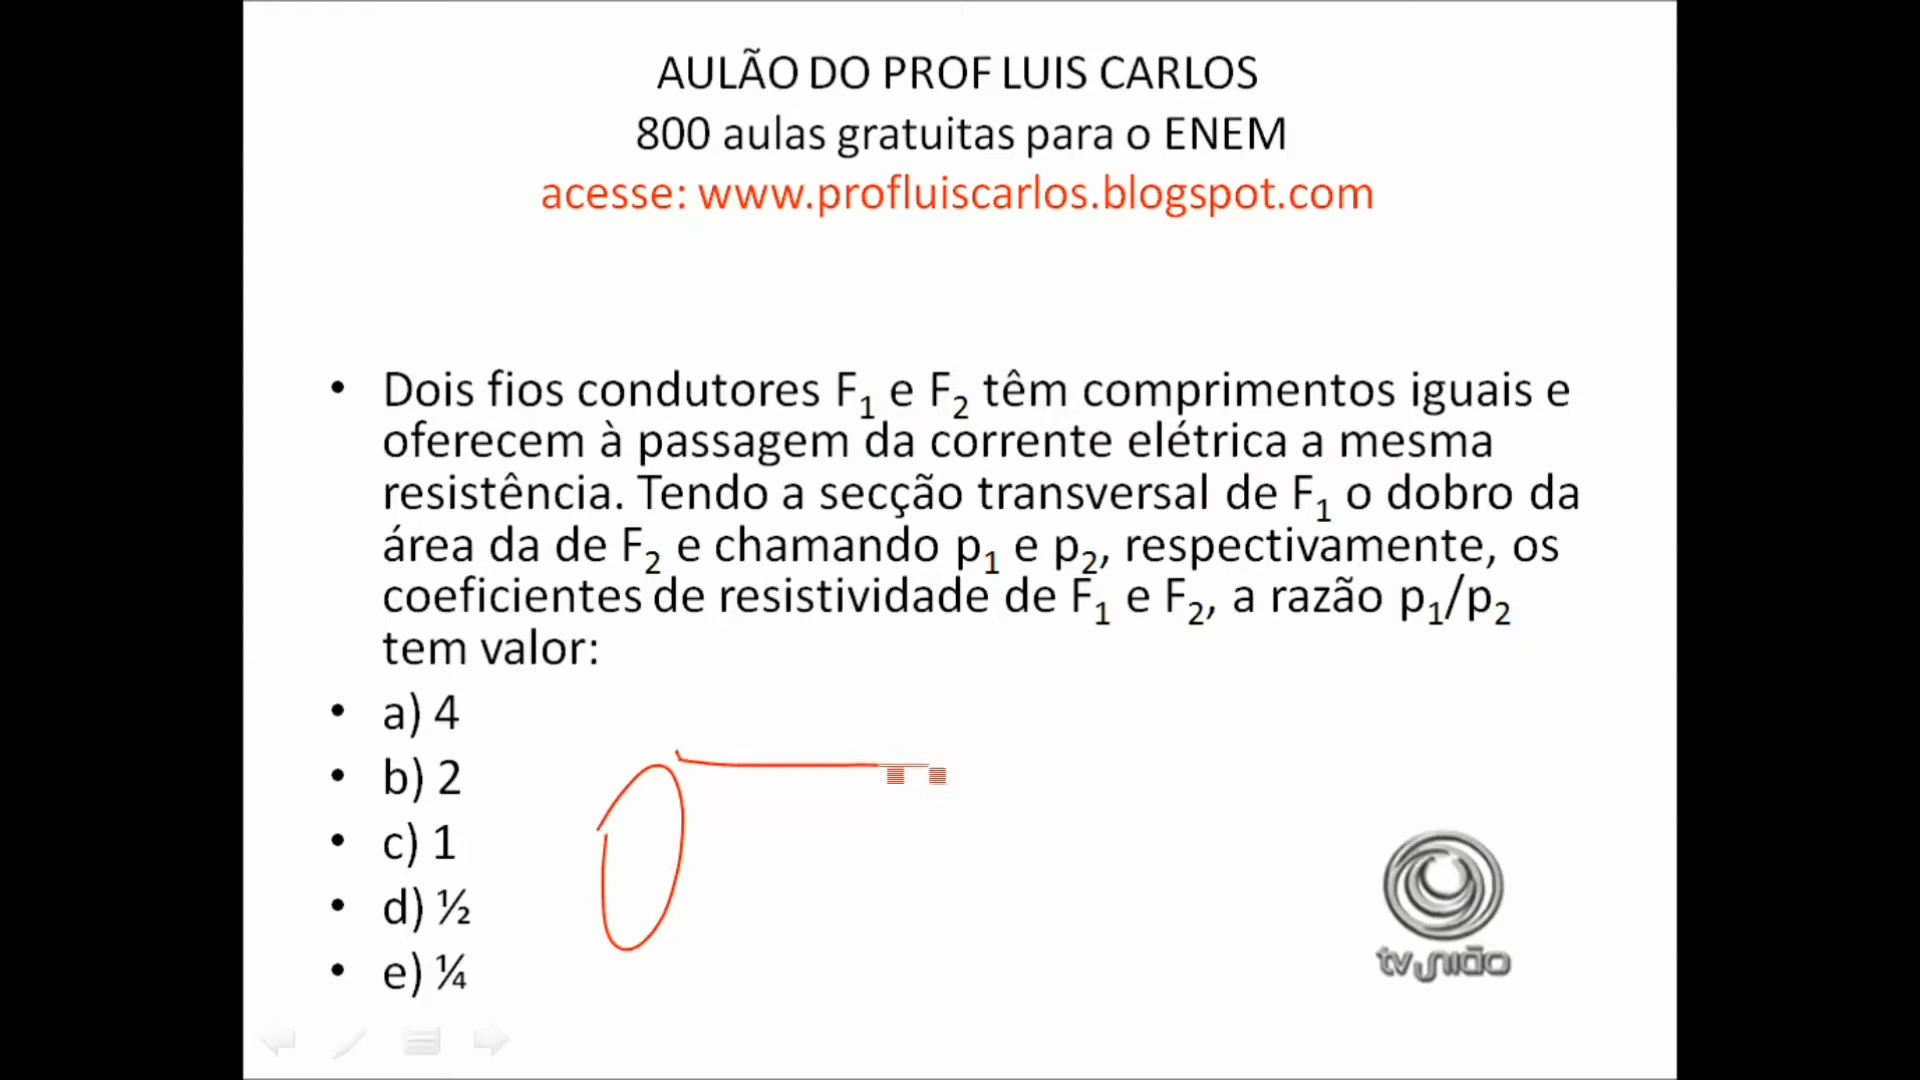 AULÃO DO PROF LUIS CARLOS
800 aulas gratuitas para o ENEM
acesse: www.profluiscarlos.blogspot.com
• Dois fios condutores F₁ e F₂ têm comprimentos iguais e
oferecem à passagem da corrente elétrica a mesma
resistência. Tendo a secção transversal de F₁ o dobro da
área da de F₂ e chamando p₁ e p₂, respectivamente, os
coeficientes de resistividade de F₁ e F₂, a razão p₁/p₂
tem valor:
• a) 4
• b) 2
• c) 1
• d) ½
• e) ¼
tv união